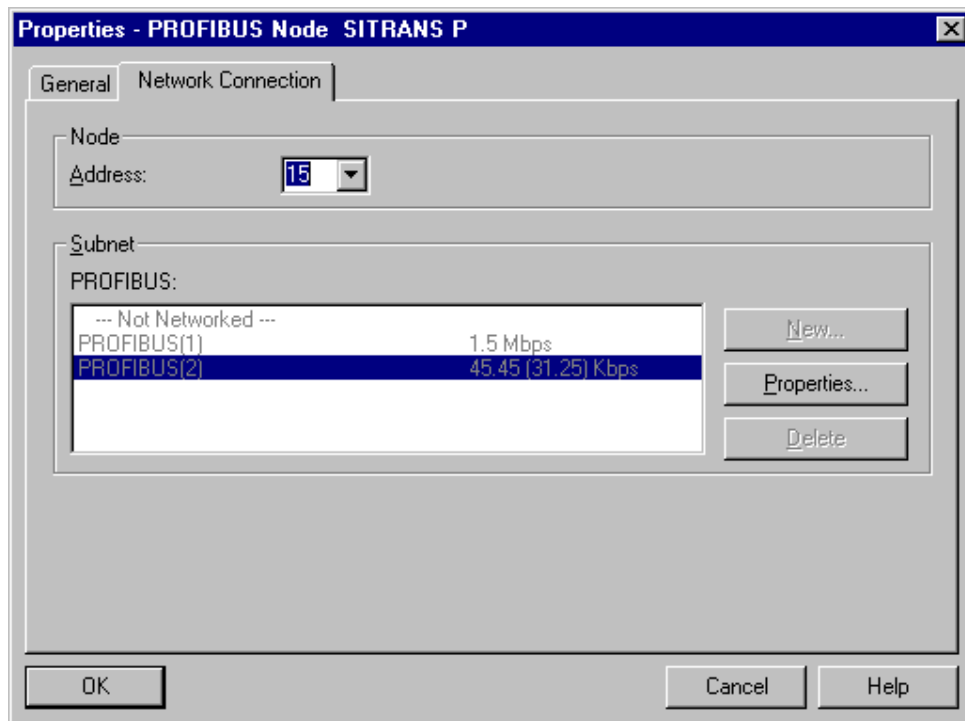 Properties - PROFIBUS Node  SITRANS P
General
Network Connection
Node
Address:
15
Subnet
PROFIBUS:
--- Not Networked ---
PROFIBUS(1) 1.5 Mbps
PROFIBUS(2) 45.45 (31.25) Kbps
New...
Properties...
Delete
OK
Cancel
Help